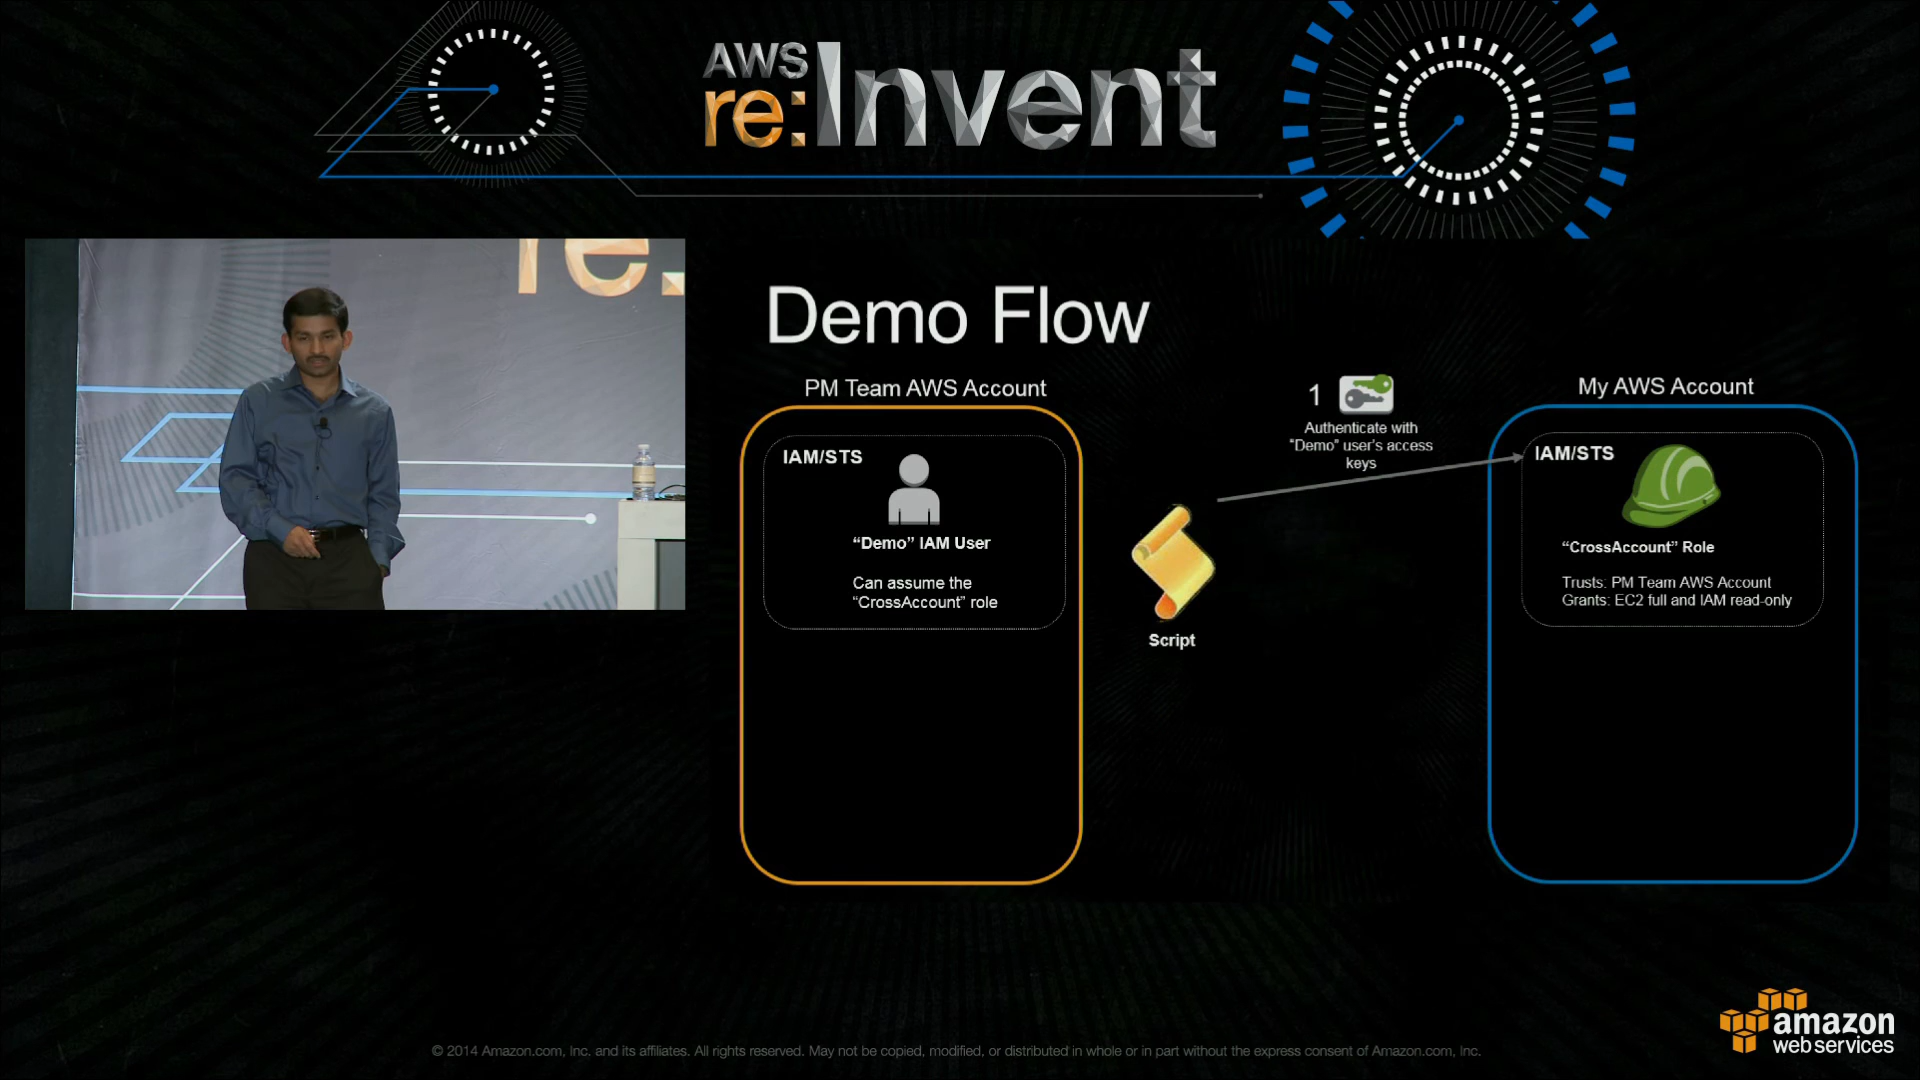 AWS
re:Invent
re:
Demo Flow
PM Team AWS Account
IAM/STS
“Demo” IAM User
Can assume the
“CrossAccount” role
Script
1
Authenticate with
“Demo” user’s access
keys
My AWS Account
IAM/STS
“CrossAccount” Role
Trusts: PM Team AWS Account
Grants: EC2 full and IAM read-only
© 2014 Amazon.com, Inc. and its affiliates. All rights reserved. May not be copied, modified, or distributed in whole or in part without the express consent of Amazon.com, Inc.
amazon
web services